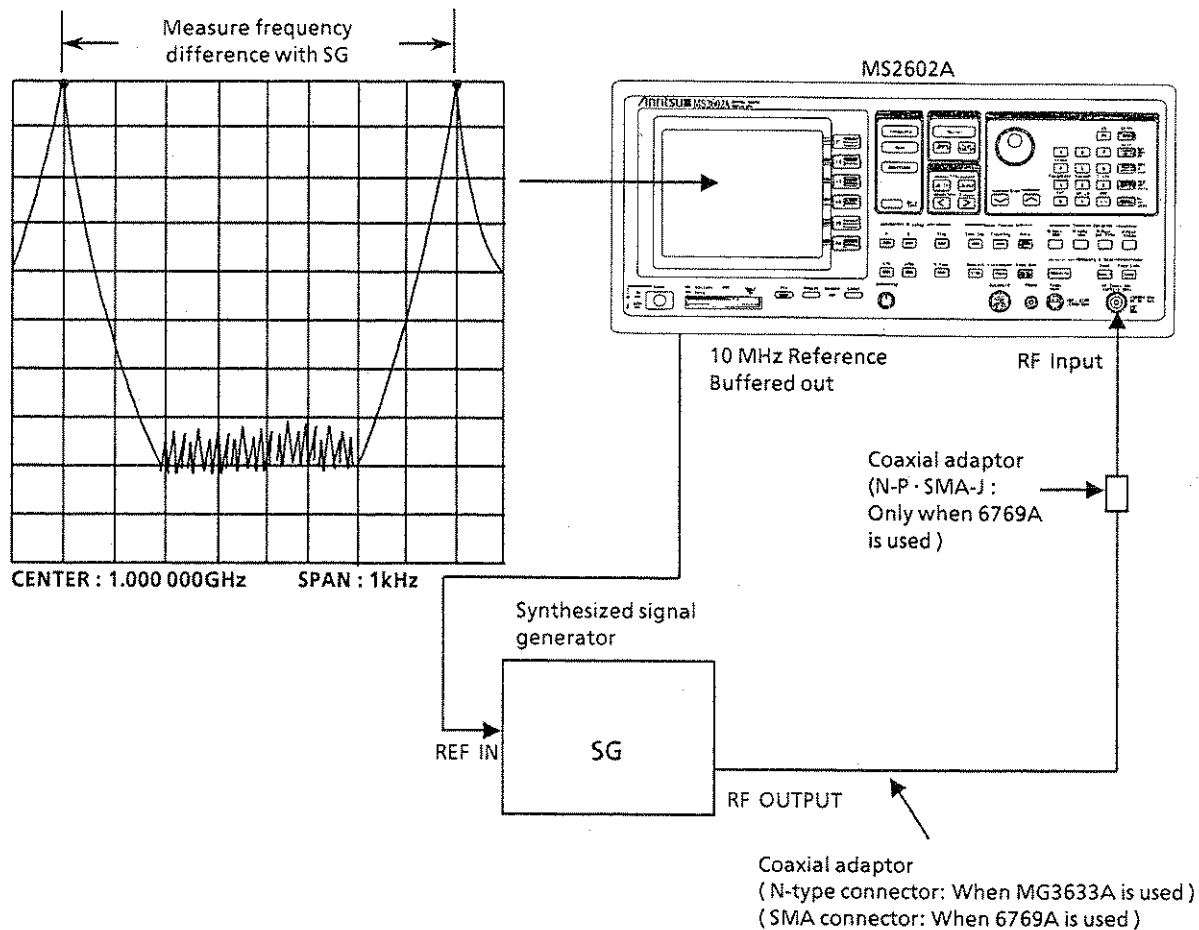 Measure frequency
difference with SG
MS2602A
Anritsu MS2602A
10 MHz Reference
Buffered out
RF Input
Coaxial adaptor
(N-P · SMA-J :
Only when 6769A
is used )
CENTER : 1.000 000GHz SPAN : 1kHz
Synthesized signal
generator
REF IN
SG
RF OUTPUT
Coaxial adaptor
( N-type connector: When MG3633A is used )
( SMA connector: When 6769A is used )